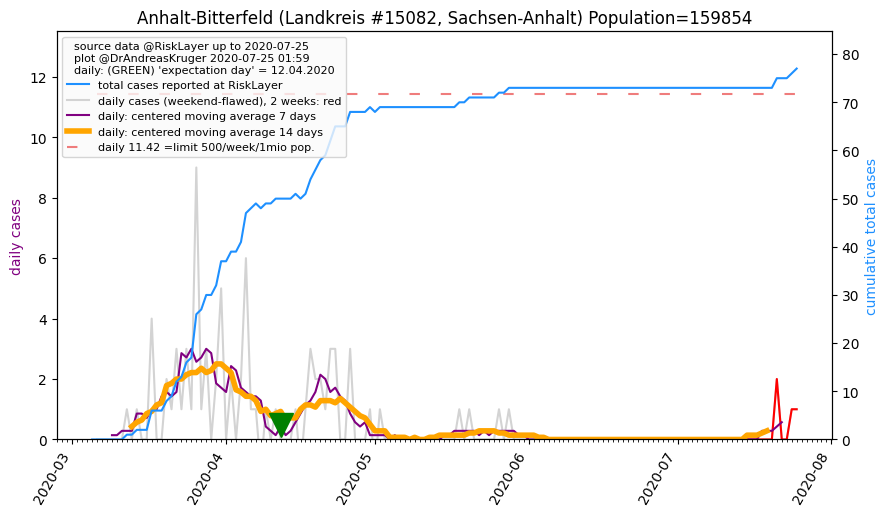 Anhalt-Bitterfeld (Landkreis #15082, Sachsen-Anhalt) Population=159854
source data @RiskLayer up to 2020-07-25
plot @DrAndreasKruger 2020-07-25 01:59
daily: (GREEN) 'expectation day' = 12.04.2020
total cases reported at RiskLayer
daily cases (weekend-flawed), 2 weeks: red
daily: centered moving average 7 days
daily: centered moving average 14 days
daily 11.42 =limit 500/week/1mio pop.
daily cases
12
10
8
6
4
2
0
cumulative total cases
80
70
60
50
40
30
20
10
0
2020-03
2020-04
2020-05
2020-06
2020-07
2020-08